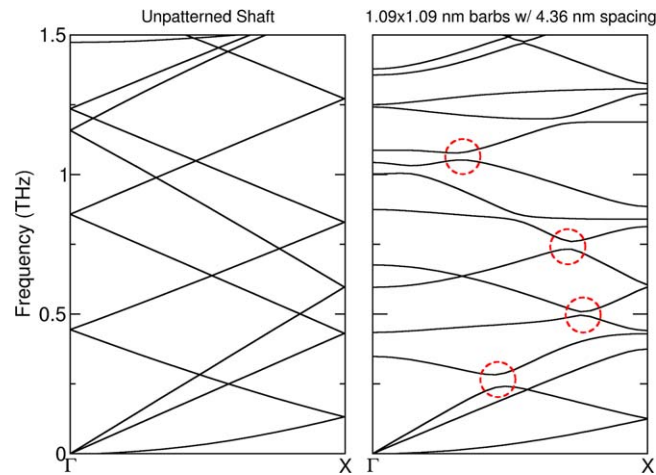 Unpatterned Shaft
1.09x1.09 nm barbs w/ 4.36 nm spacing
Frequency (THz)
1.5
1
0.5
0
Γ
X
Γ
X